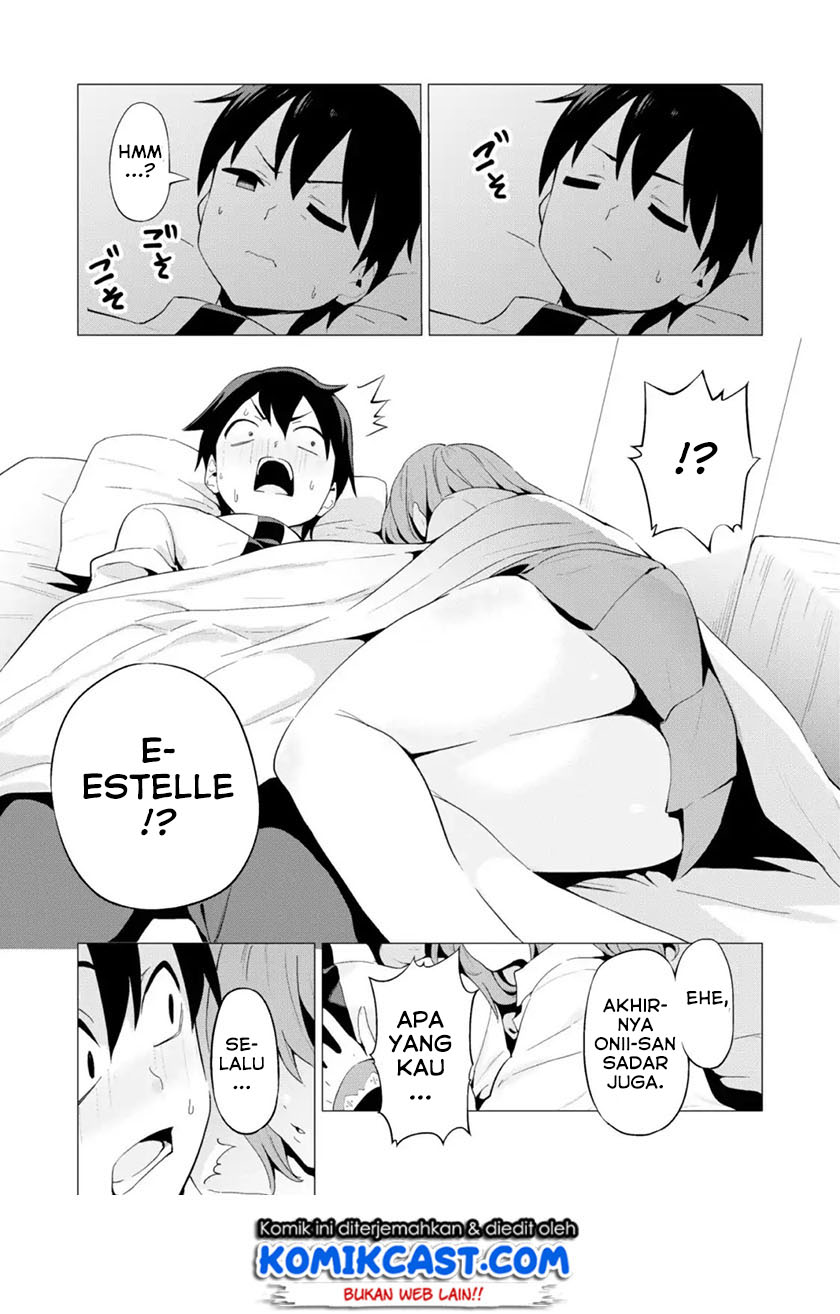 ごそ
HMM
...?
ごそ
ごそ
!?
E-
ESTELLE
!?
EHE,
AKHIR-
NYA
ONII-SAN
SADAR
JUGA.
APA
YANG
KAU
...
SE-
LALU
...
Komik ini diterjemahkan & diedit oleh
KOMIKCAST.COM
BUKAN WEB LAIN!!